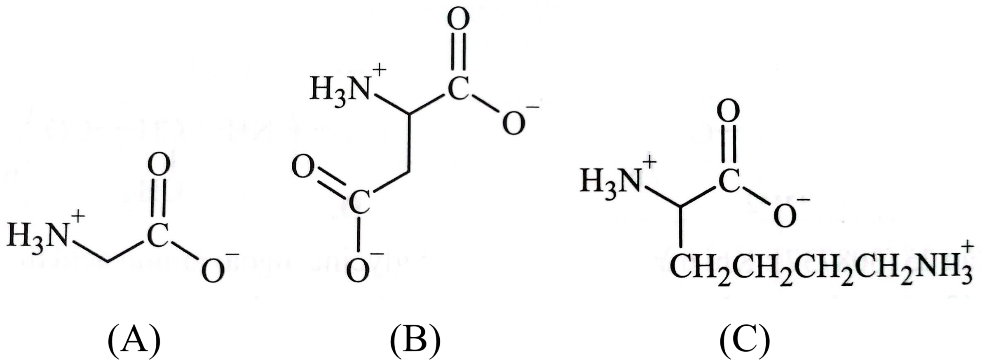 H₃N⁺ C O O⁻
H₃N⁺ C O O⁻ C O O⁻
H₃N⁺ C O O⁻ CH₂CH₂CH₂CH₂NH₃⁺
(A) (B) (C)